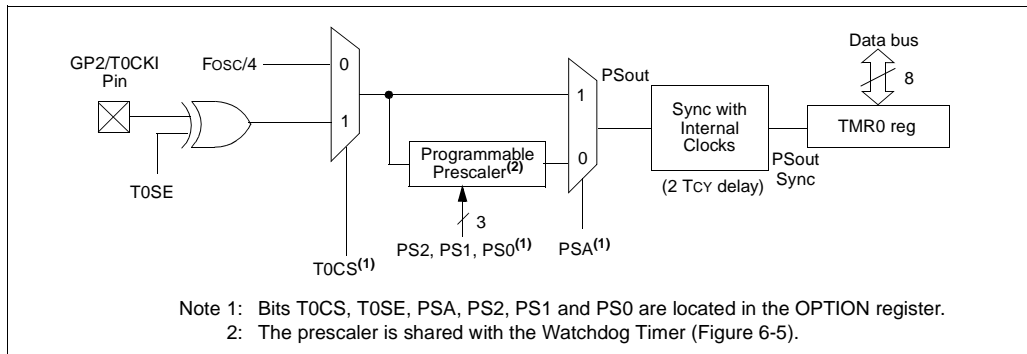 Data bus
GP2/T0CKI
Pin
FOSC/4
0
1
T0SE
T0CS(1)
Programmable
Prescaler(2)
3
PS2, PS1, PS0(1)
1
0
PSA(1)
PSout
Sync with
Internal
Clocks
(2 TCY delay)
PSout
Sync
8
TMR0 reg
Note 1: Bits T0CS, T0SE, PSA, PS2, PS1 and PS0 are located in the OPTION register.
2: The prescaler is shared with the Watchdog Timer (Figure 6-5).